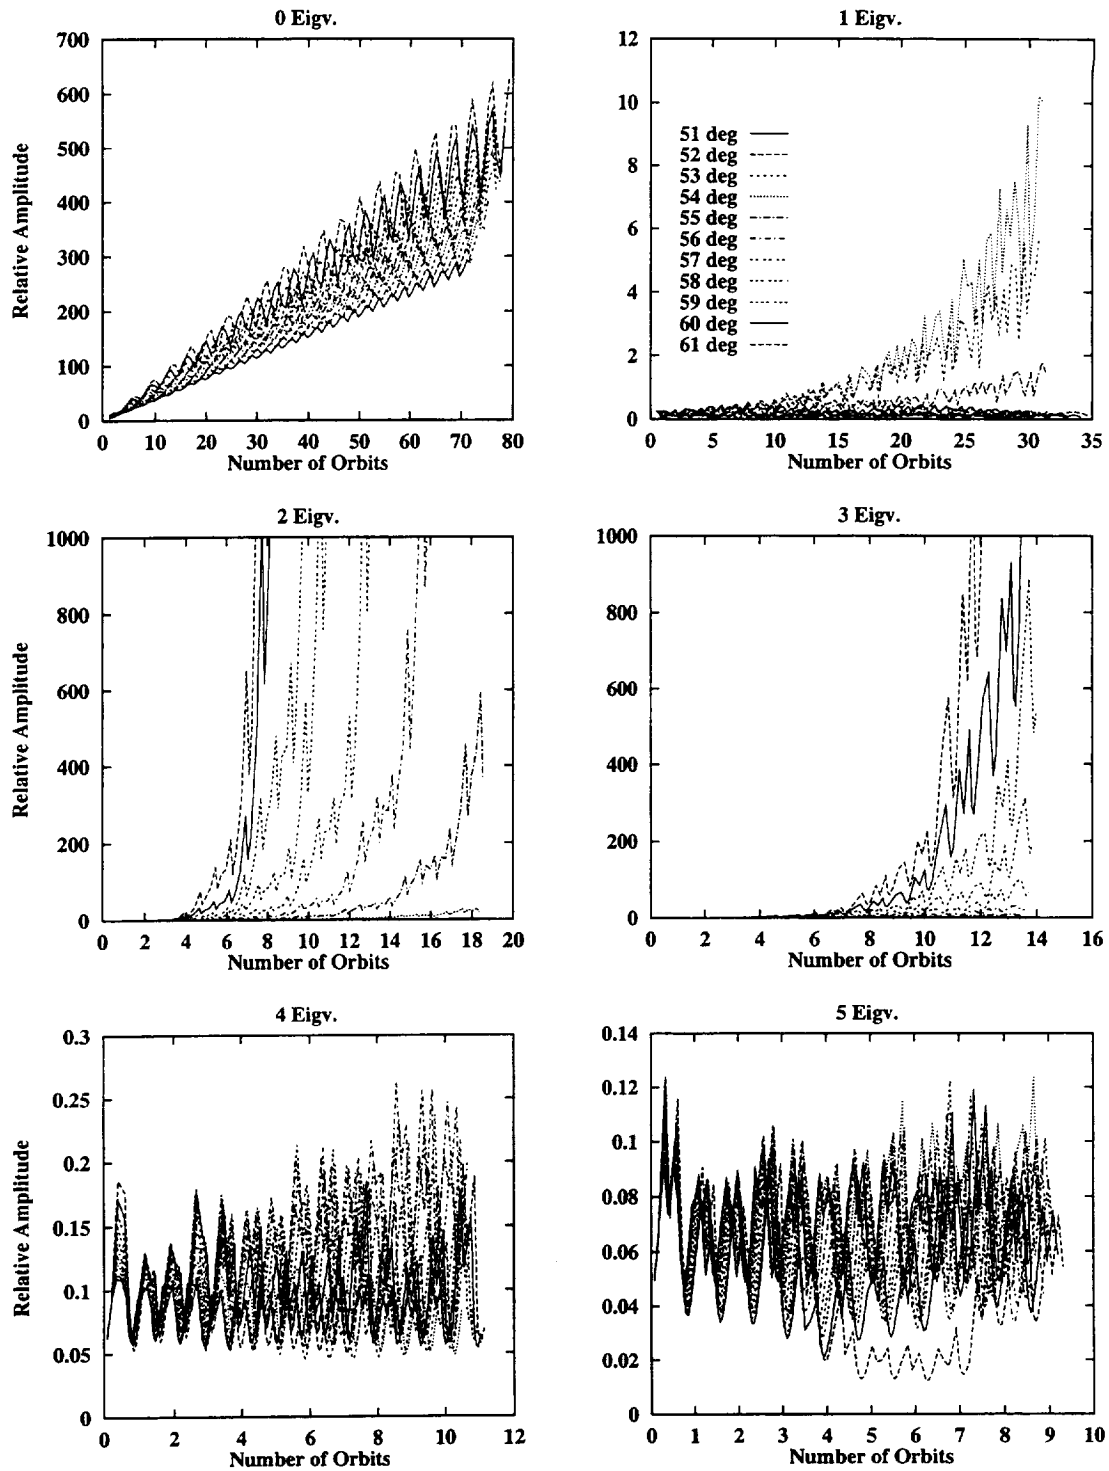 0 Eigv.
700
600
500
400
300
200
100
0
Relative Amplitude
0 10 20 30 40 50 60 70 80
Number of Orbits
1 Eigv.
12
10
8
6
4
2
0
51 deg
52 deg
53 deg
54 deg
55 deg
56 deg
57 deg
58 deg
59 deg
60 deg
61 deg
0 5 10 15 20 25 30 35
Number of Orbits
2 Eigv.
1000
800
600
400
200
0
Relative Amplitude
0 2 4 6 8 10 12 14 16 18 20
Number of Orbits
3 Eigv.
1000
800
600
400
200
0
0 2 4 6 8 10 12 14 16
Number of Orbits
4 Eigv.
0.3
0.25
0.2
0.15
0.1
0.05
0
Relative Amplitude
0 2 4 6 8 10 12
Number of Orbits
5 Eigv.
0.14
0.12
0.1
0.08
0.06
0.04
0.02
0
0 1 2 3 4 5 6 7 8 9 10
Number of Orbits